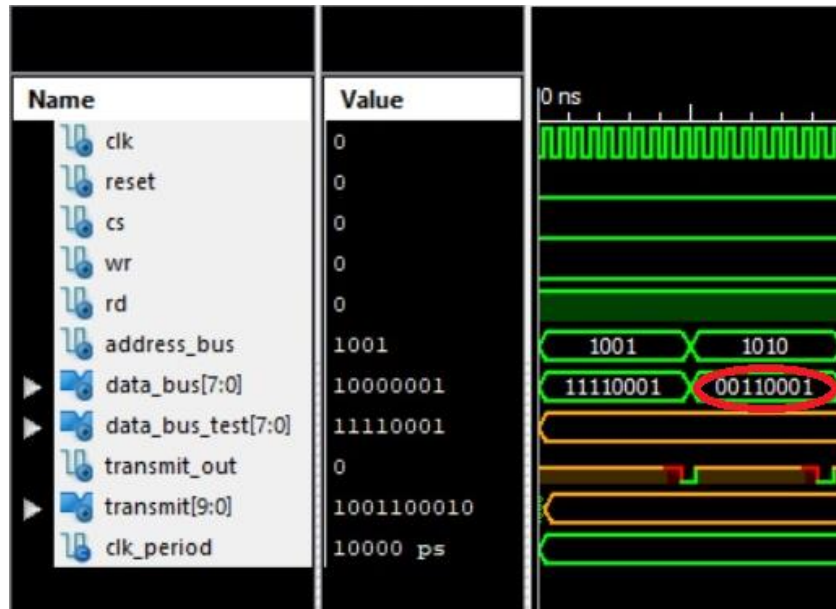 Name Value 0 ns
clk 0
reset 0
cs 0
wr 0
rd 0
address_bus 1001 1001 1010
data_bus[7:0] 10000001 11110001 00110001
data_bus_test[7:0] 11110001
transmit_out 0
transmit[9:0] 1001100010
clk_period 10000 ps